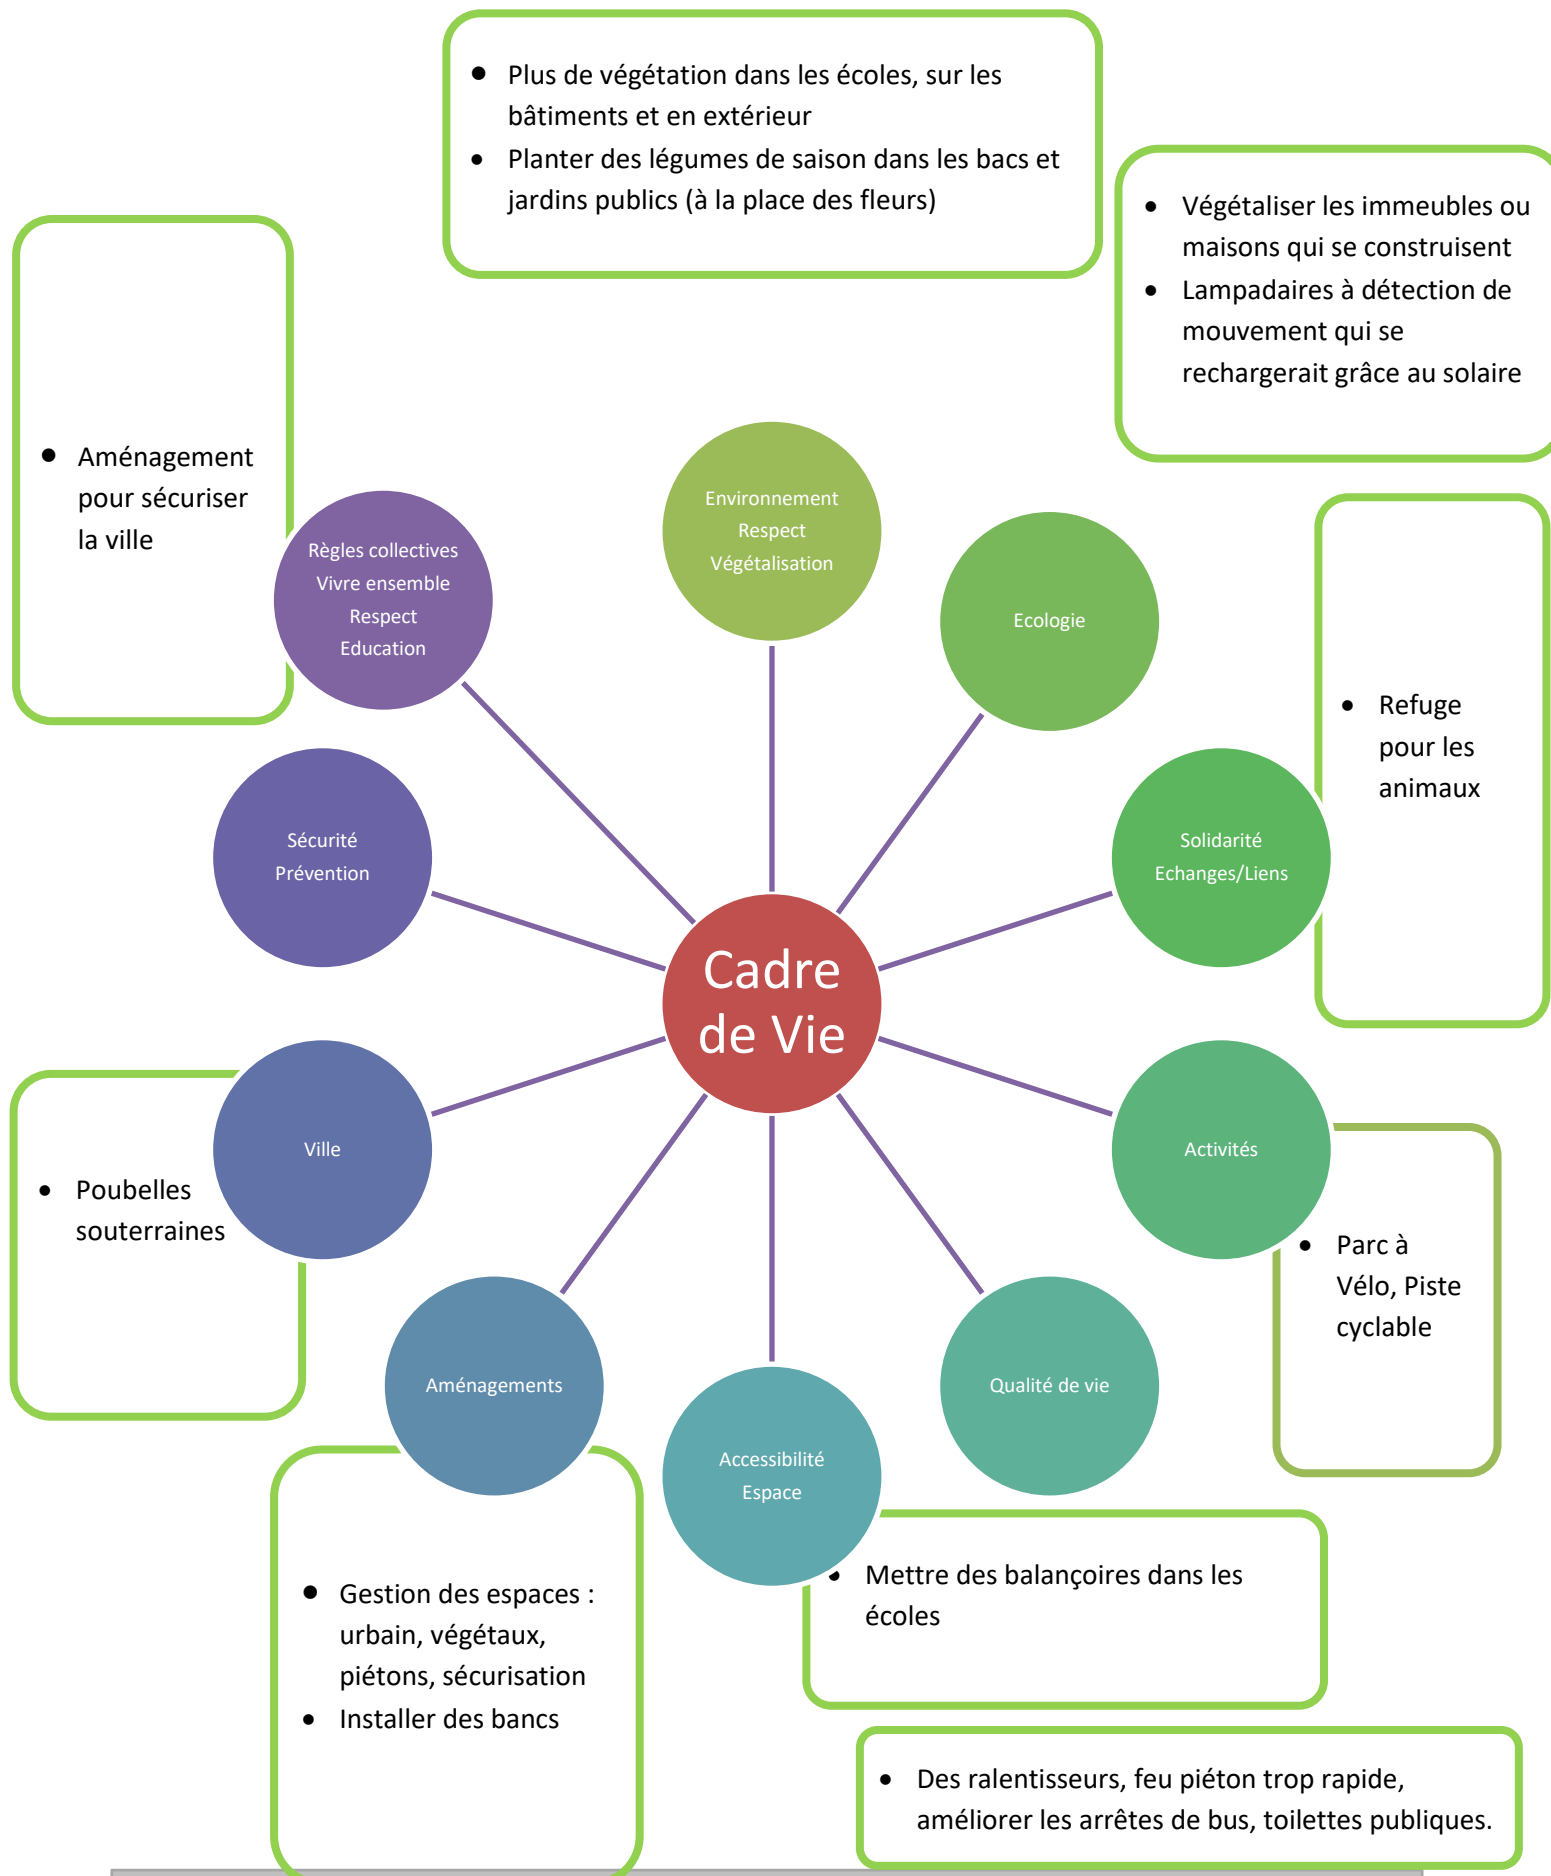 Plus de végétation dans les écoles, sur les
bâtiments et en extérieur
Planter des légumes de saison dans les bacs et
jardins publics (à la place des fleurs)
Végétaliser les immeubles ou
maisons qui se construisent
Lampadaires à détection de
mouvement qui se
rechargerait grâce au solaire
Aménagement
pour sécuriser
la ville
Règles collectives
Vivre ensemble
Respect
Education
Environnement
Respect
Végétalisation
Ecologie
Refuge
pour les
animaux
Sécurité
Prévention
Solidarité
Echanges/Liens
Cadre
de Vie
Ville
Poubelles
souterraines
Activités
Parc à
Vélo, Piste
cyclable
Aménagements
Qualité de vie
Accessibilité
Espace
Gestion des espaces :
urbain, végétaux,
piétons, sécurisation
Installer des bancs
Mettre des balançoires dans les
écoles
Des ralentisseurs, feu piéton trop rapide,
améliorer les arrêtes de bus, toilettes publiques.